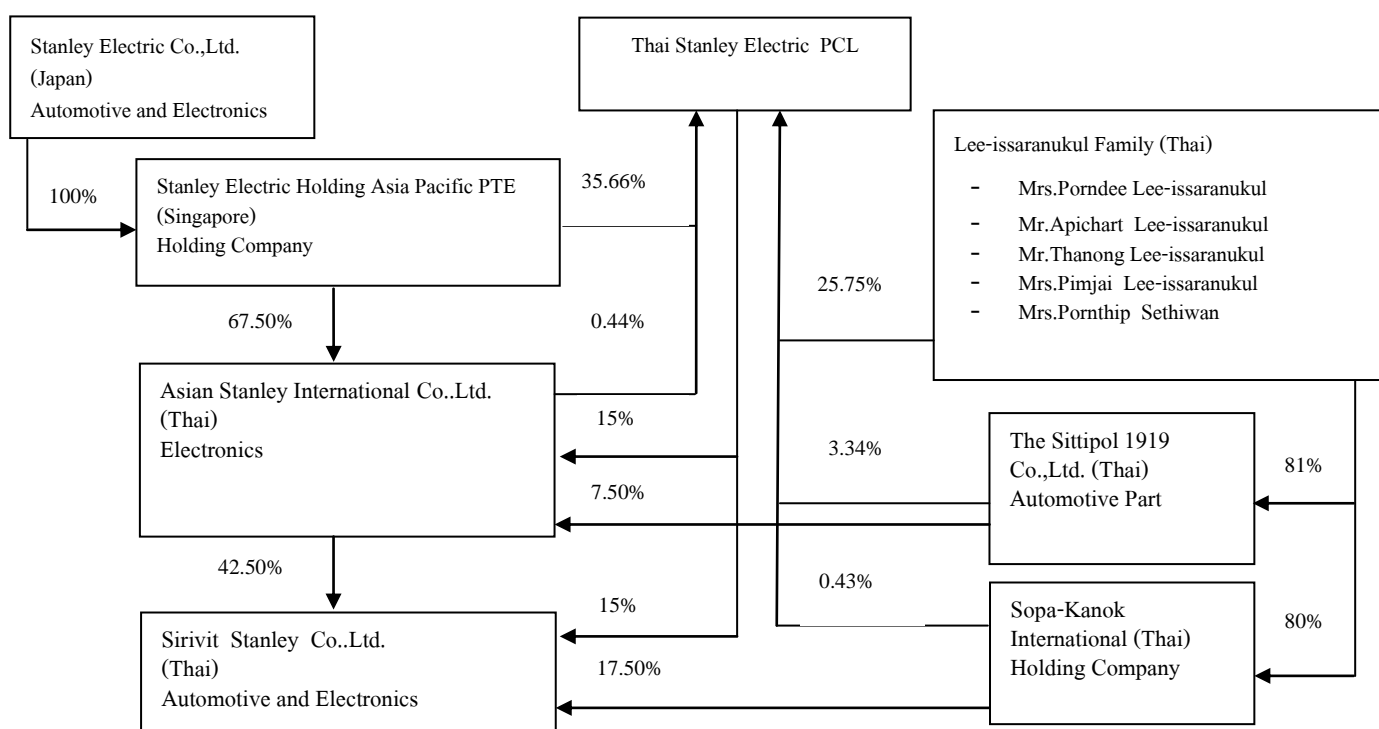 Stanley Electric Co.,Ltd.
(Japan)
Automotive and Electronics
Thai Stanley Electric PCL
100%
Stanley Electric Holding Asia Pacific PTE
(Singapore)
Holding Company
35.66%
Lee-issaranukul Family (Thai)
- Mrs.Porndee Lee-issaranukul
- Mr.Apichart Lee-issaranukul
- Mr.Thanong Lee-issaranukul
- Mrs.Pimjai Lee-issaranukul
- Mrs.Pornthip Sethiwan
25.75%
67.50%
0.44%
Asian Stanley International Co..Ltd.
(Thai)
Electronics
15%
7.50%
3.34%
The Sittipol 1919
Co.,Ltd. (Thai)
Automotive Part
81%
42.50%
15%
0.43%
Sirivit Stanley Co..Ltd.
(Thai)
Automotive and Electronics
17.50%
Sopa-Kanok
International (Thai)
Holding Company
80%